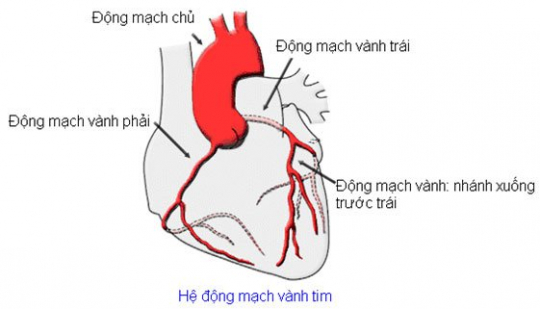 Động mạch chủ
Động mạch vành trái
Động mạch vành phải
Động mạch vành: nhánh xuống
trước trái
Hệ động mạch vành tim